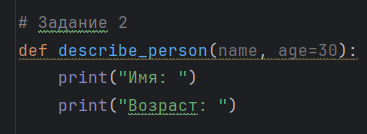 # Задание 2
def describe_person(name, age=30):
    print("Имя: ")
    print("Возраст: ")